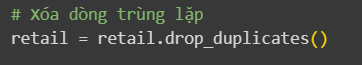 # Xóa dòng trùng lặp
retail = retail.drop_duplicates()